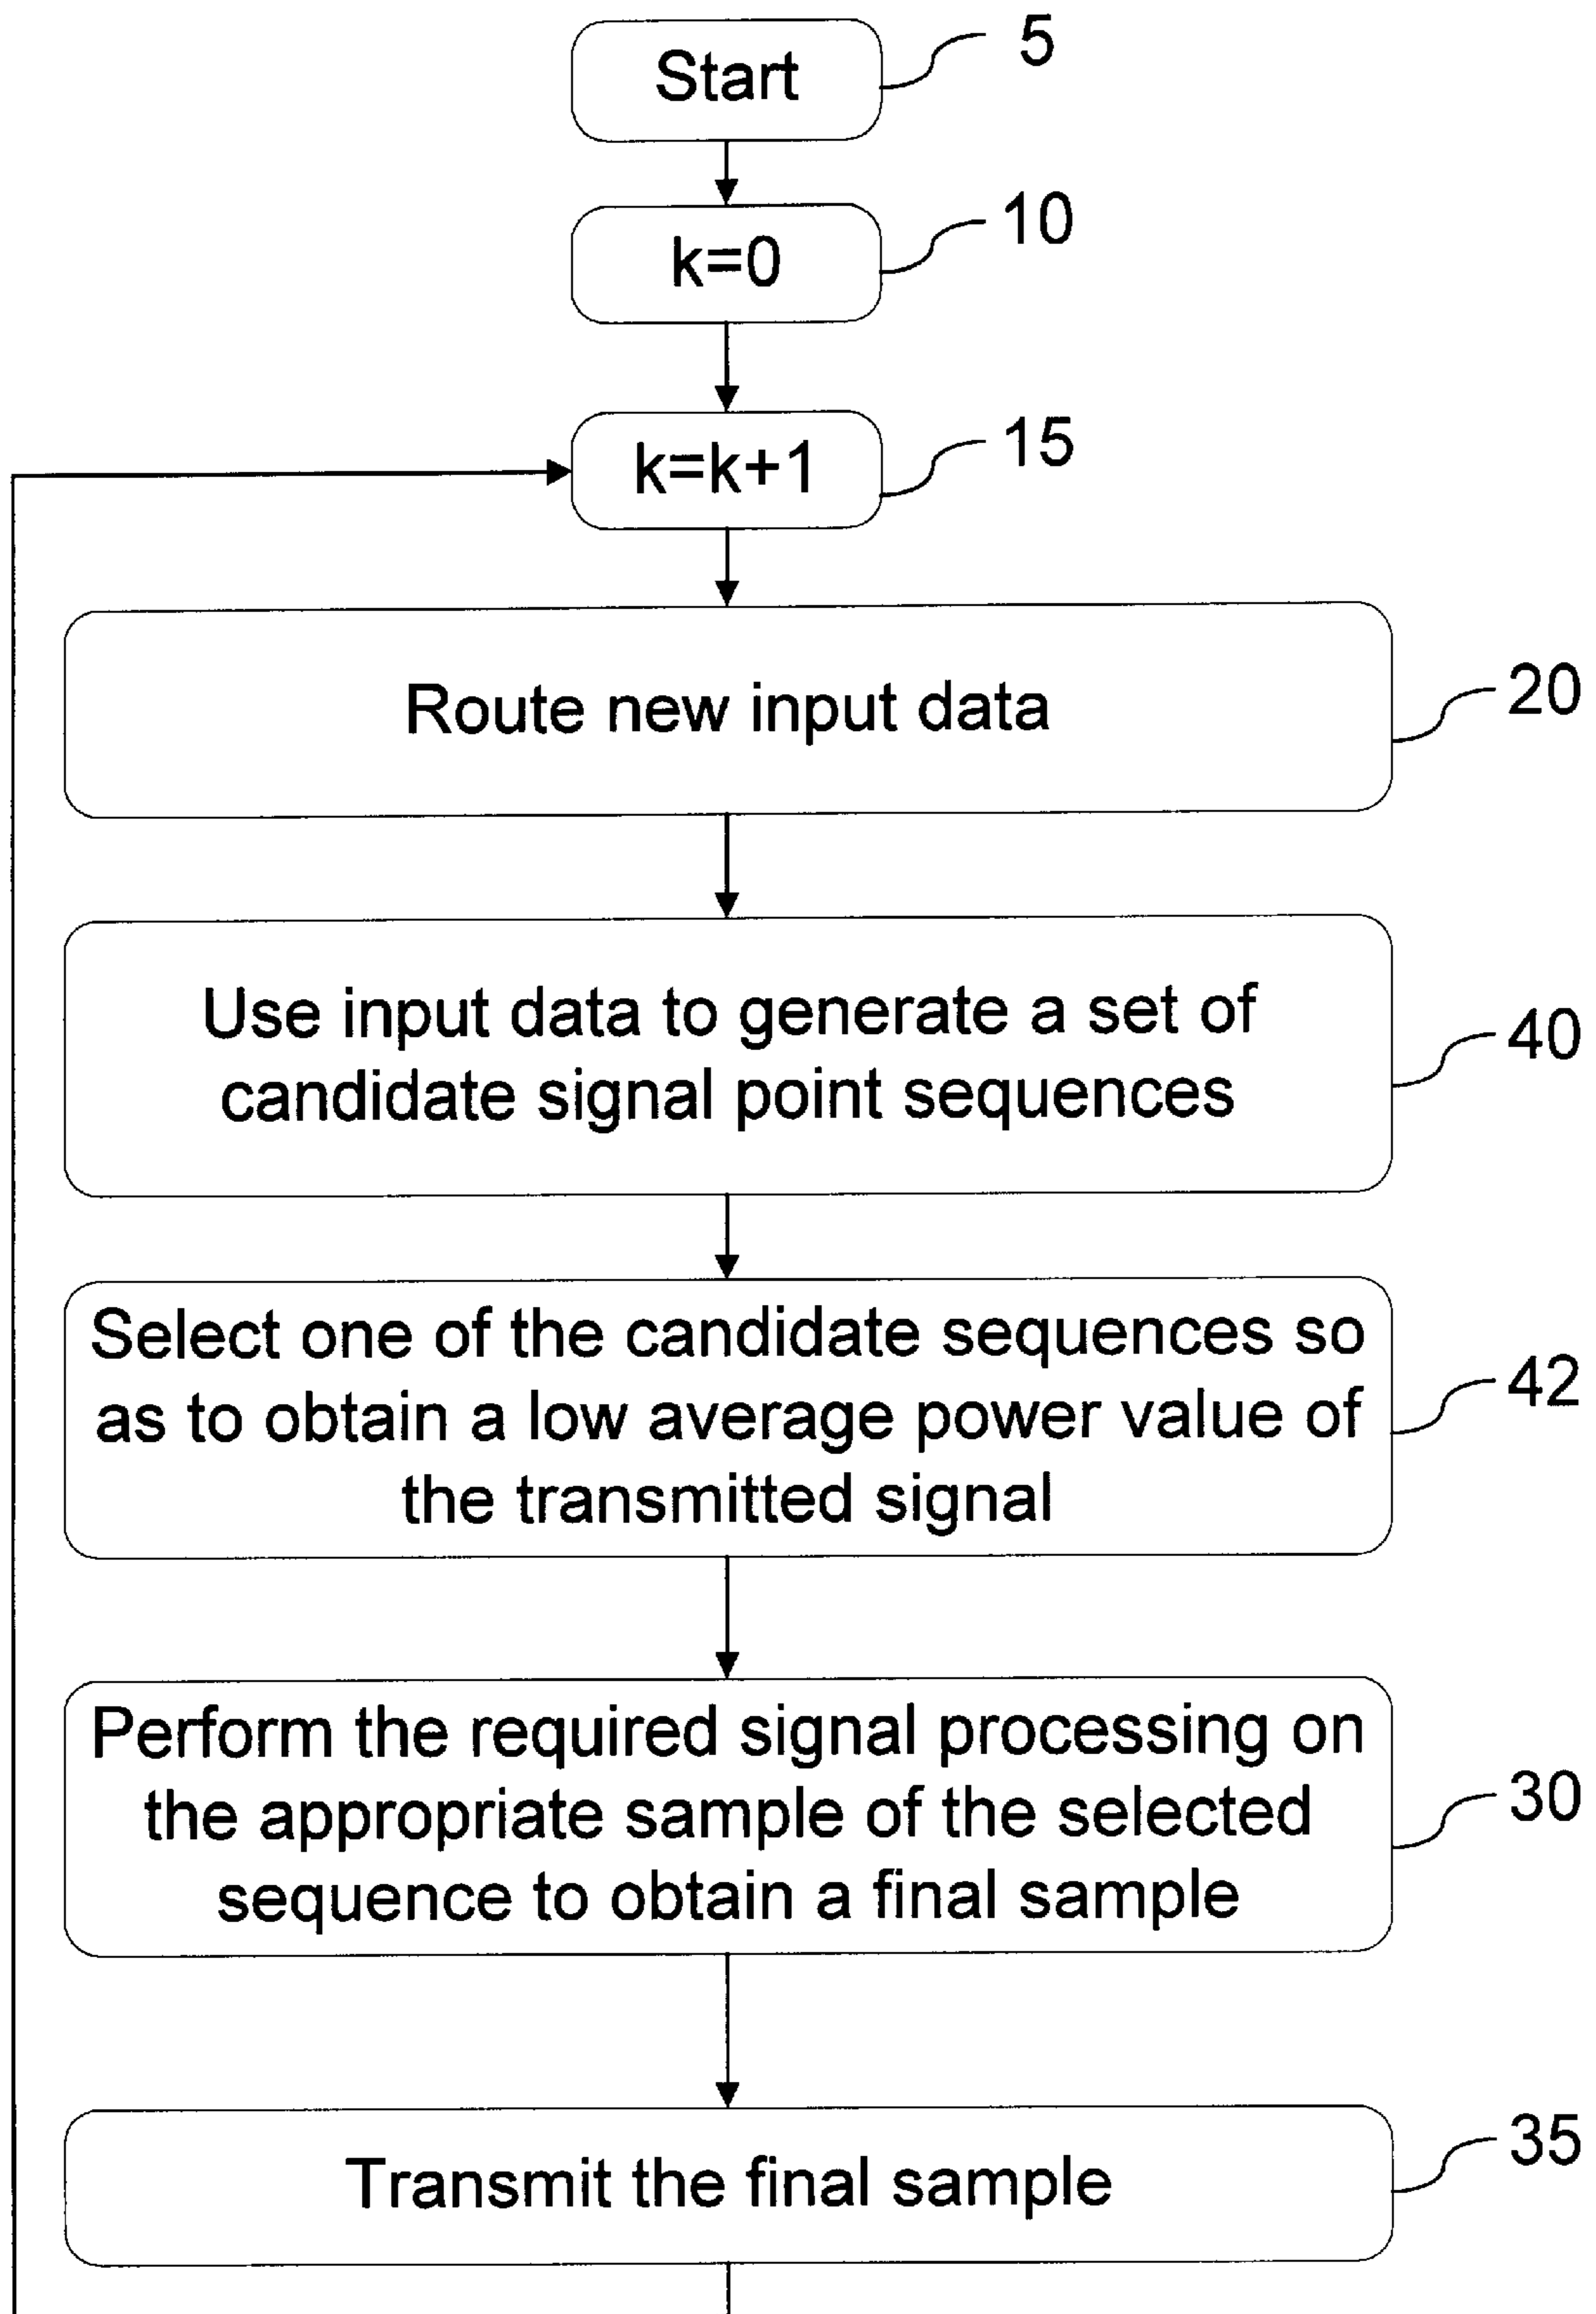 Start
5
k=0
10
k=k+1
15
Route new input data
20
Use input data to generate a set of
candidate signal point sequences
40
Select one of the candidate sequences so
as to obtain a low average power value of
the transmitted signal
42
Perform the required signal processing on
the appropriate sample of the selected
sequence to obtain a final sample
30
Transmit the final sample
35